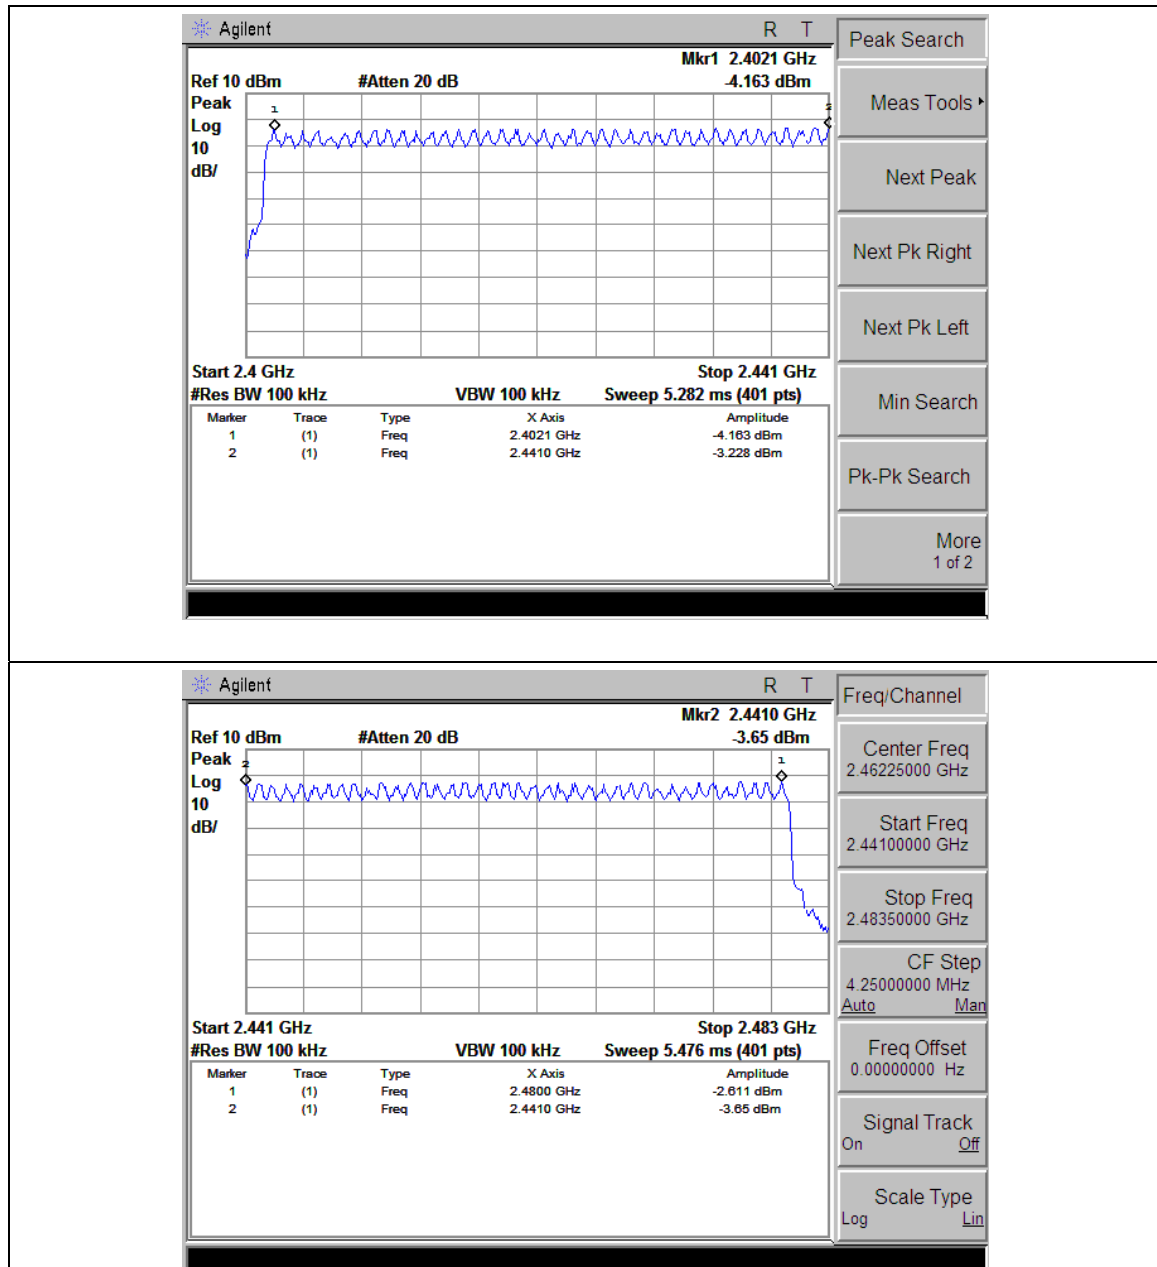 Agilent R T
Peak Search
Mkr1 2.4021 GHz
Ref 10 dBm #Atten 20 dB -4.163 dBm
Peak
Log
10
dB/
1
2
Meas Tools
Next Peak
Next Pk Right
Next Pk Left
Min Search
Pk-Pk Search
More
1 of 2
Start 2.4 GHz Stop 2.441 GHz
#Res BW 100 kHz VBW 100 kHz Sweep 5.282 ms (401 pts)
Marker Trace Type X Axis Amplitude
1 (1) Freq 2.4021 GHz -4.163 dBm
2 (1) Freq 2.4410 GHz -3.228 dBm
Agilent R T
Freq/Channel
Mkr2 2.4410 GHz
Ref 10 dBm #Atten 20 dB -3.65 dBm
Peak
Log
10
dB/
2
1
Center Freq
2.46225000 GHz
Start Freq
2.44100000 GHz
Stop Freq
2.48350000 GHz
CF Step
4.25000000 MHz
Auto Man
Freq Offset
0.00000000 Hz
Signal Track
On Off
Scale Type
Log Lin
Start 2.441 GHz Stop 2.483 GHz
#Res BW 100 kHz VBW 100 kHz Sweep 5.476 ms (401 pts)
Marker Trace Type X Axis Amplitude
1 (1) Freq 2.4800 GHz -2.611 dBm
2 (1) Freq 2.4410 GHz -3.65 dBm